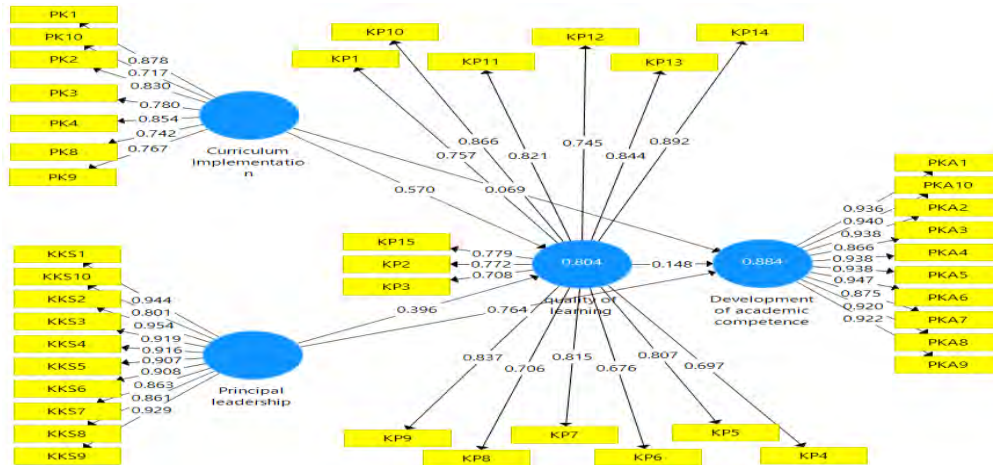 PK1
PK10
PK2
PK3
PK4
PK8
PK9
0.878
0.717
0.830
0.780
0.854
0.742
0.767
Curriculum
Implementatio
n
KP10
KP12
KP14
KP1
KP11
KP13
0.866
0.757
0.821
0.745
0.844
0.892
0.570
0.069
KP15
KP2
KP3
0.779
0.772
0.708
0.804
quality of
learning
0.148
0.884
Development
of academic
competence
PKA1
PKA10
PKA2
PKA3
PKA4
PKA5
PKA6
PKA7
PKA8
PKA9
0.936
0.940
0.938
0.866
0.938
0.938
0.947
0.875
0.920
0.922
KKS1
KKS10
KKS2
KKS3
KKS4
KKS5
KKS6
KKS7
KKS8
KKS9
0.944
0.801
0.954
0.919
0.916
0.907
0.908
0.863
0.861
0.929
Principal
leadership
0.396
0.764
0.837
0.706
0.815
0.676
0.807
0.697
KP9
KP8
KP7
KP6
KP5
KP4